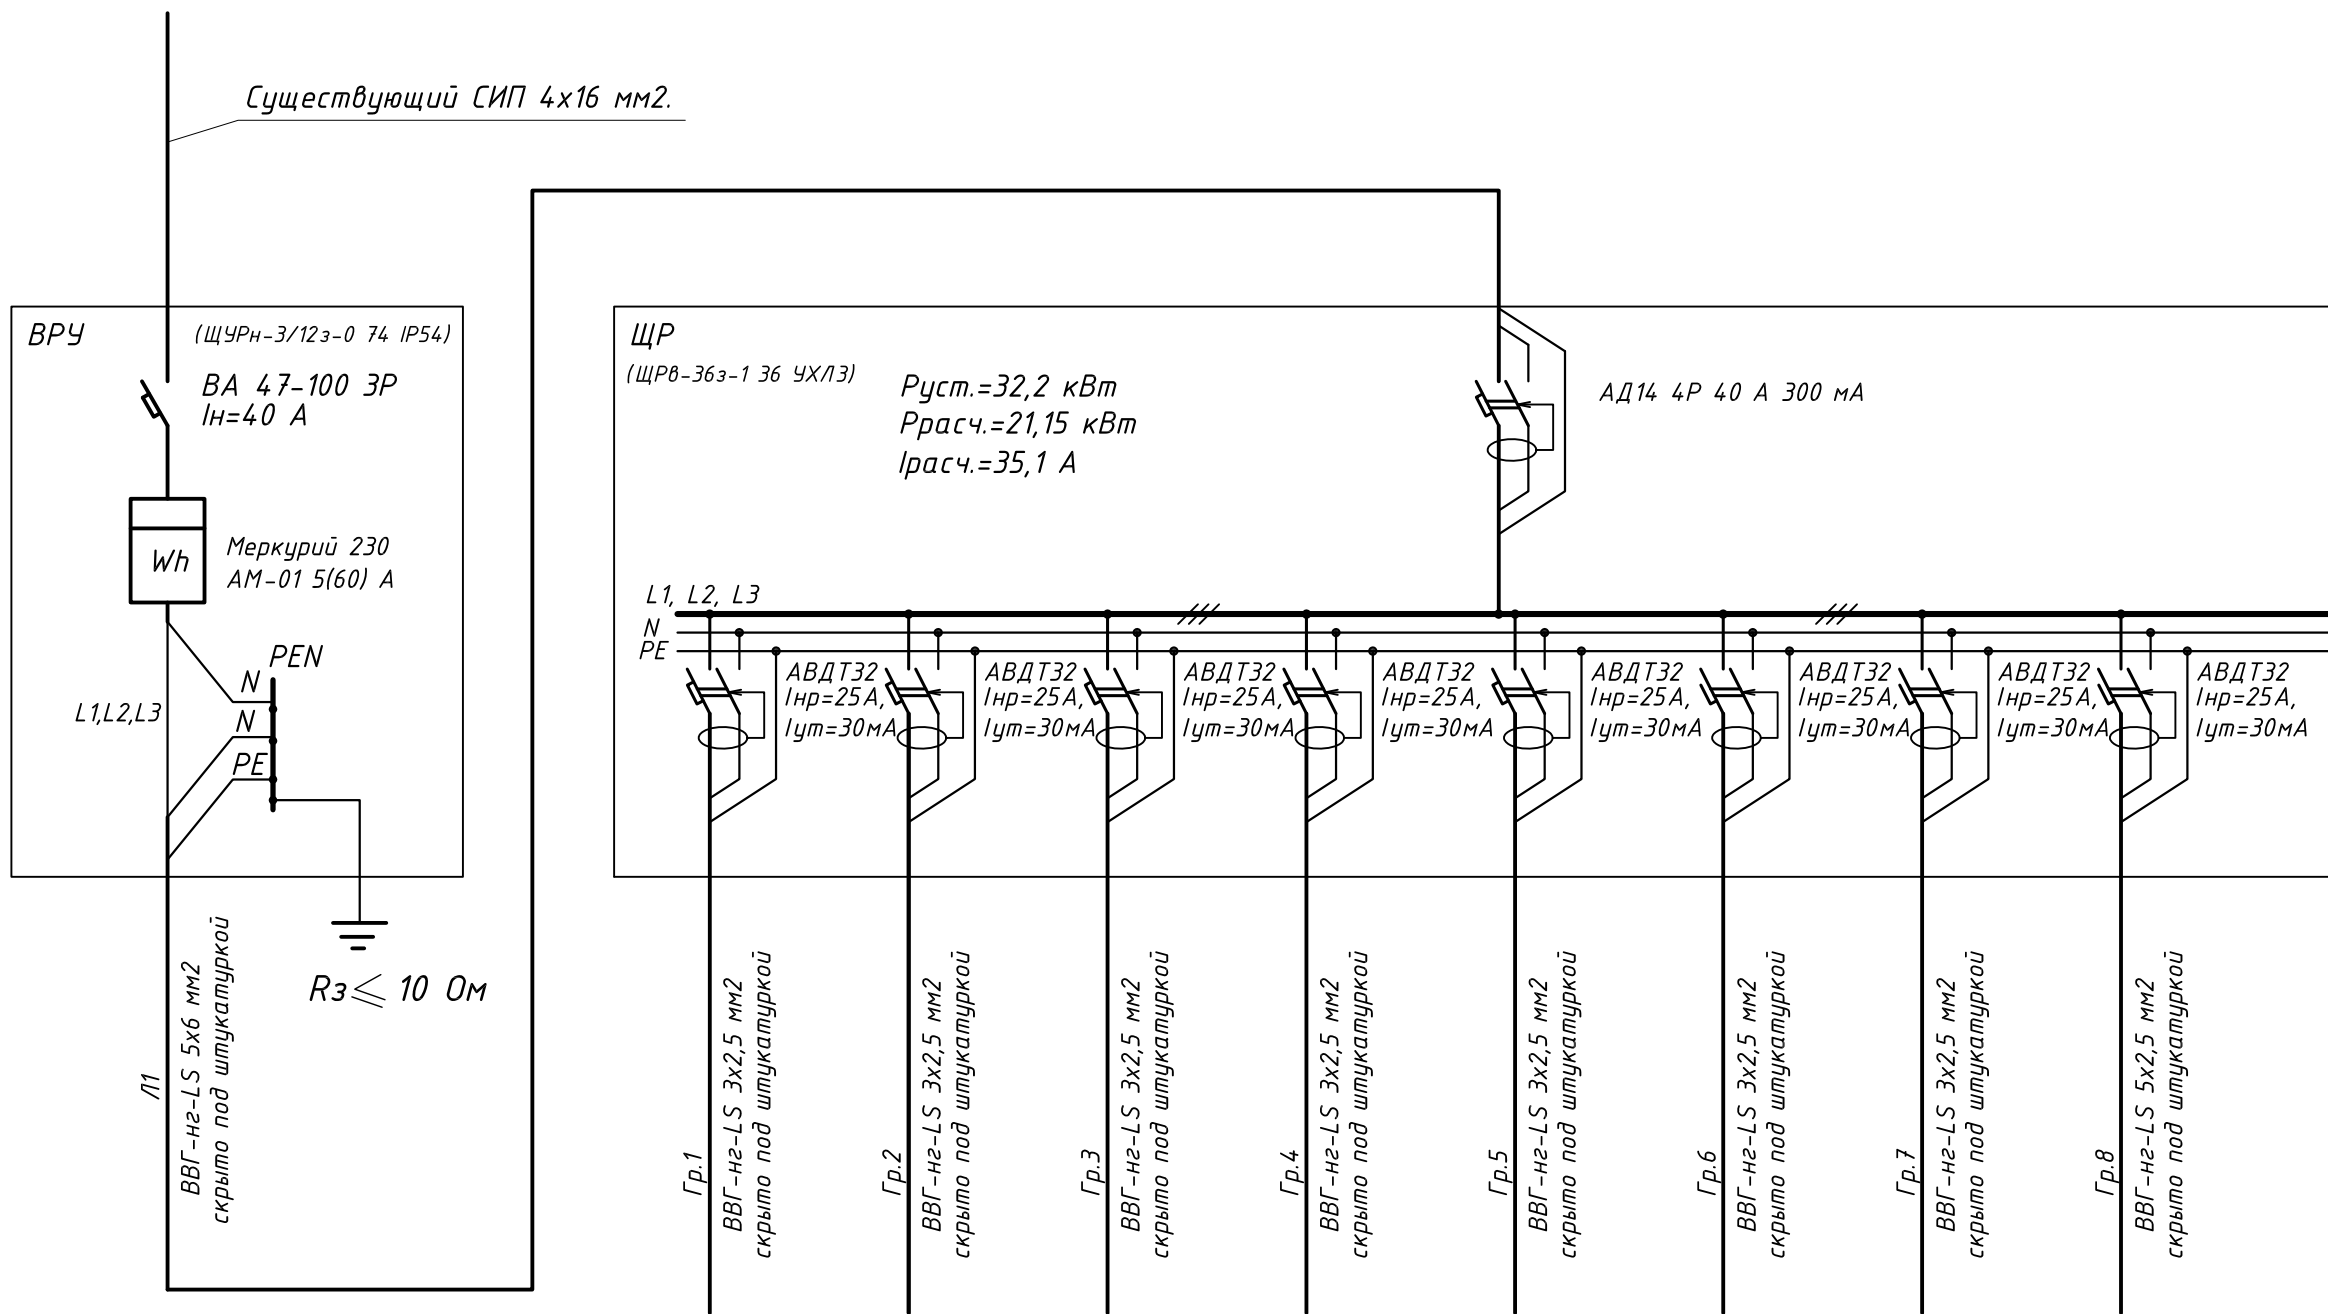 Существующий СИП 4х16 мм2.
ВРУ
(ЩУРн-3/12з-0 74 IP54)
ВА 47-100 3Р
Iн=40 А
Wh
Меркурий 230
АМ-01 5(60) А
PEN
N
L1,L2,L3
N
PE
Rз⩽ 10 Ом
Л1
ВВГ-нг-LS 5х6 мм2
скрыто под штукатуркой
ЩР
(ЩРв-36з-1 36 УХЛ3)
Руст.=32,2 кВт
Ррасч.=21,15 кВт
Iрасч.=35,1 А
АД14 4Р 40 А 300 мА
L1, L2, L3
N
PE
АВДТ32
Iнр=25А,
Iут=30мА
АВДТ32
Iнр=25А,
Iут=30мА
АВДТ32
Iнр=25А,
Iут=30мА
АВДТ32
Iнр=25А,
Iут=30мА
АВДТ32
Iнр=25А,
Iут=30мА
АВДТ32
Iнр=25А,
Iут=30мА
АВДТ32
Iнр=25А,
Iут=30мА
АВДТ32
Iнр=25А,
Iут=30мА
Гр.1
ВВГ-нг-LS 3х2,5 мм2
скрыто под штукатуркой
Гр.2
ВВГ-нг-LS 3х2,5 мм2
скрыто под штукатуркой
Гр.3
ВВГ-нг-LS 3х2,5 мм2
скрыто под штукатуркой
Гр.4
ВВГ-нг-LS 3х2,5 мм2
скрыто под штукатуркой
Гр.5
ВВГ-нг-LS 3х2,5 мм2
скрыто под штукатуркой
Гр.6
ВВГ-нг-LS 3х2,5 мм2
скрыто под штукатуркой
Гр.7
ВВГ-нг-LS 3х2,5 мм2
скрыто под штукатуркой
Гр.8
ВВГ-нг-LS 5х2,5 мм2
скрыто под штукатуркой